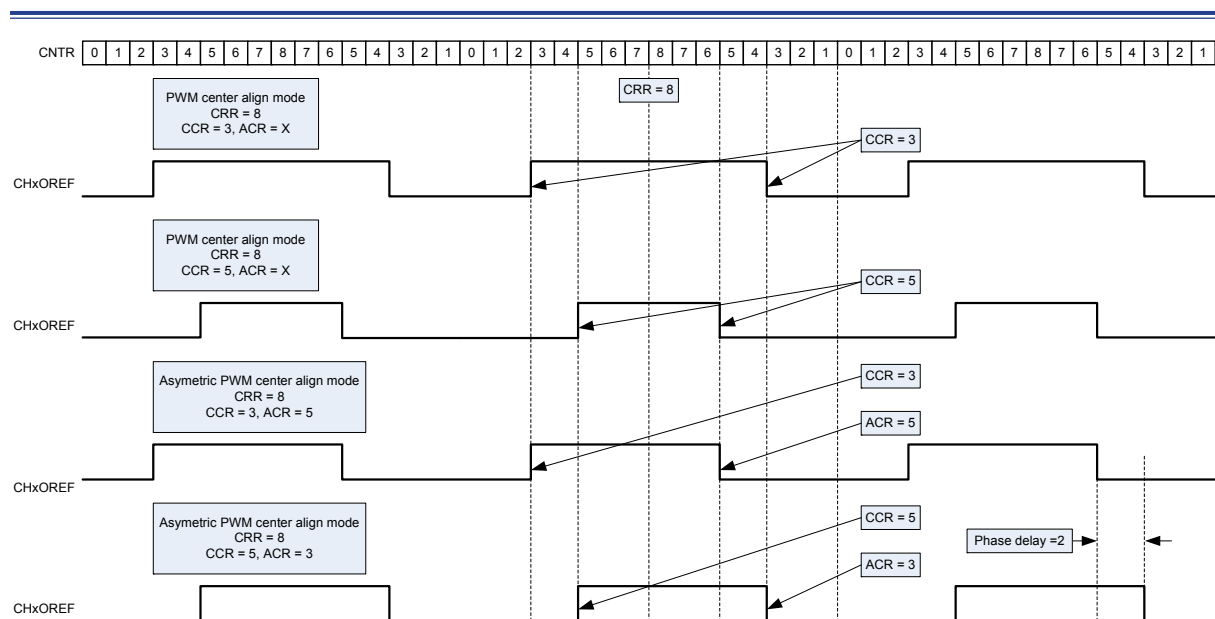 CNTR 0 1 2 3 4 5 6 7 8 7 6 5 4 3 2 1 0 1 2 3 4 5 6 7 8 7 6 5 4 3 2 1 0 1 2 3 4 5 6 7 8 7 6 5 4 3 2 1
CRR = 8
PWM center align mode
CRR = 8
CCR = 3, ACR = X
CCR = 3
CHxOREF
PWM center align mode
CRR = 8
CCR = 5, ACR = X
CCR = 5
CHxOREF
Asymetric PWM center align mode
CRR = 8
CCR = 3, ACR = 5
CCR = 3
ACR = 5
CHxOREF
Asymetric PWM center align mode
CRR = 8
CCR = 5, ACR = 3
CCR = 5
Phase delay =2
ACR = 3
CHxOREF